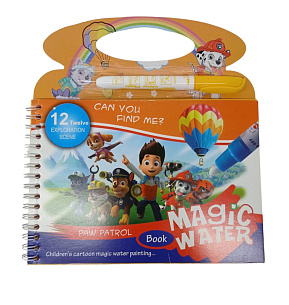 CAN YOU
FIND ME?
12 Twelve
EXPLORATION
SCENE
PAW PATROL
Book
MAGIC
WATER
Children's cartoon magic water painting...